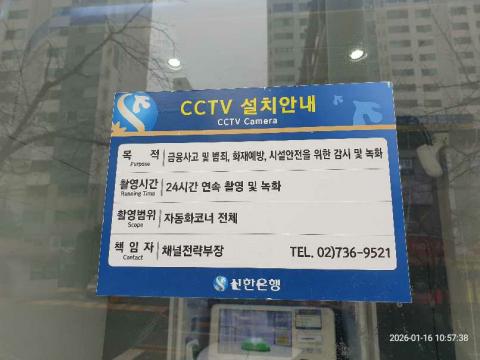 CCTV 설치안내
CCTV Camera
목 적 금융사고 및 범죄, 화재예방, 시설안전을 위한 감시 및 녹화
Purpose
촬영시간 24시간 연속 촬영 및 녹화
Running Time
촬영범위 자동화코너 전체
Scope
책 임 자 채널전략부장 TEL. 02)736-9521
Contact
신한은행
2026-01-16 10:57:38